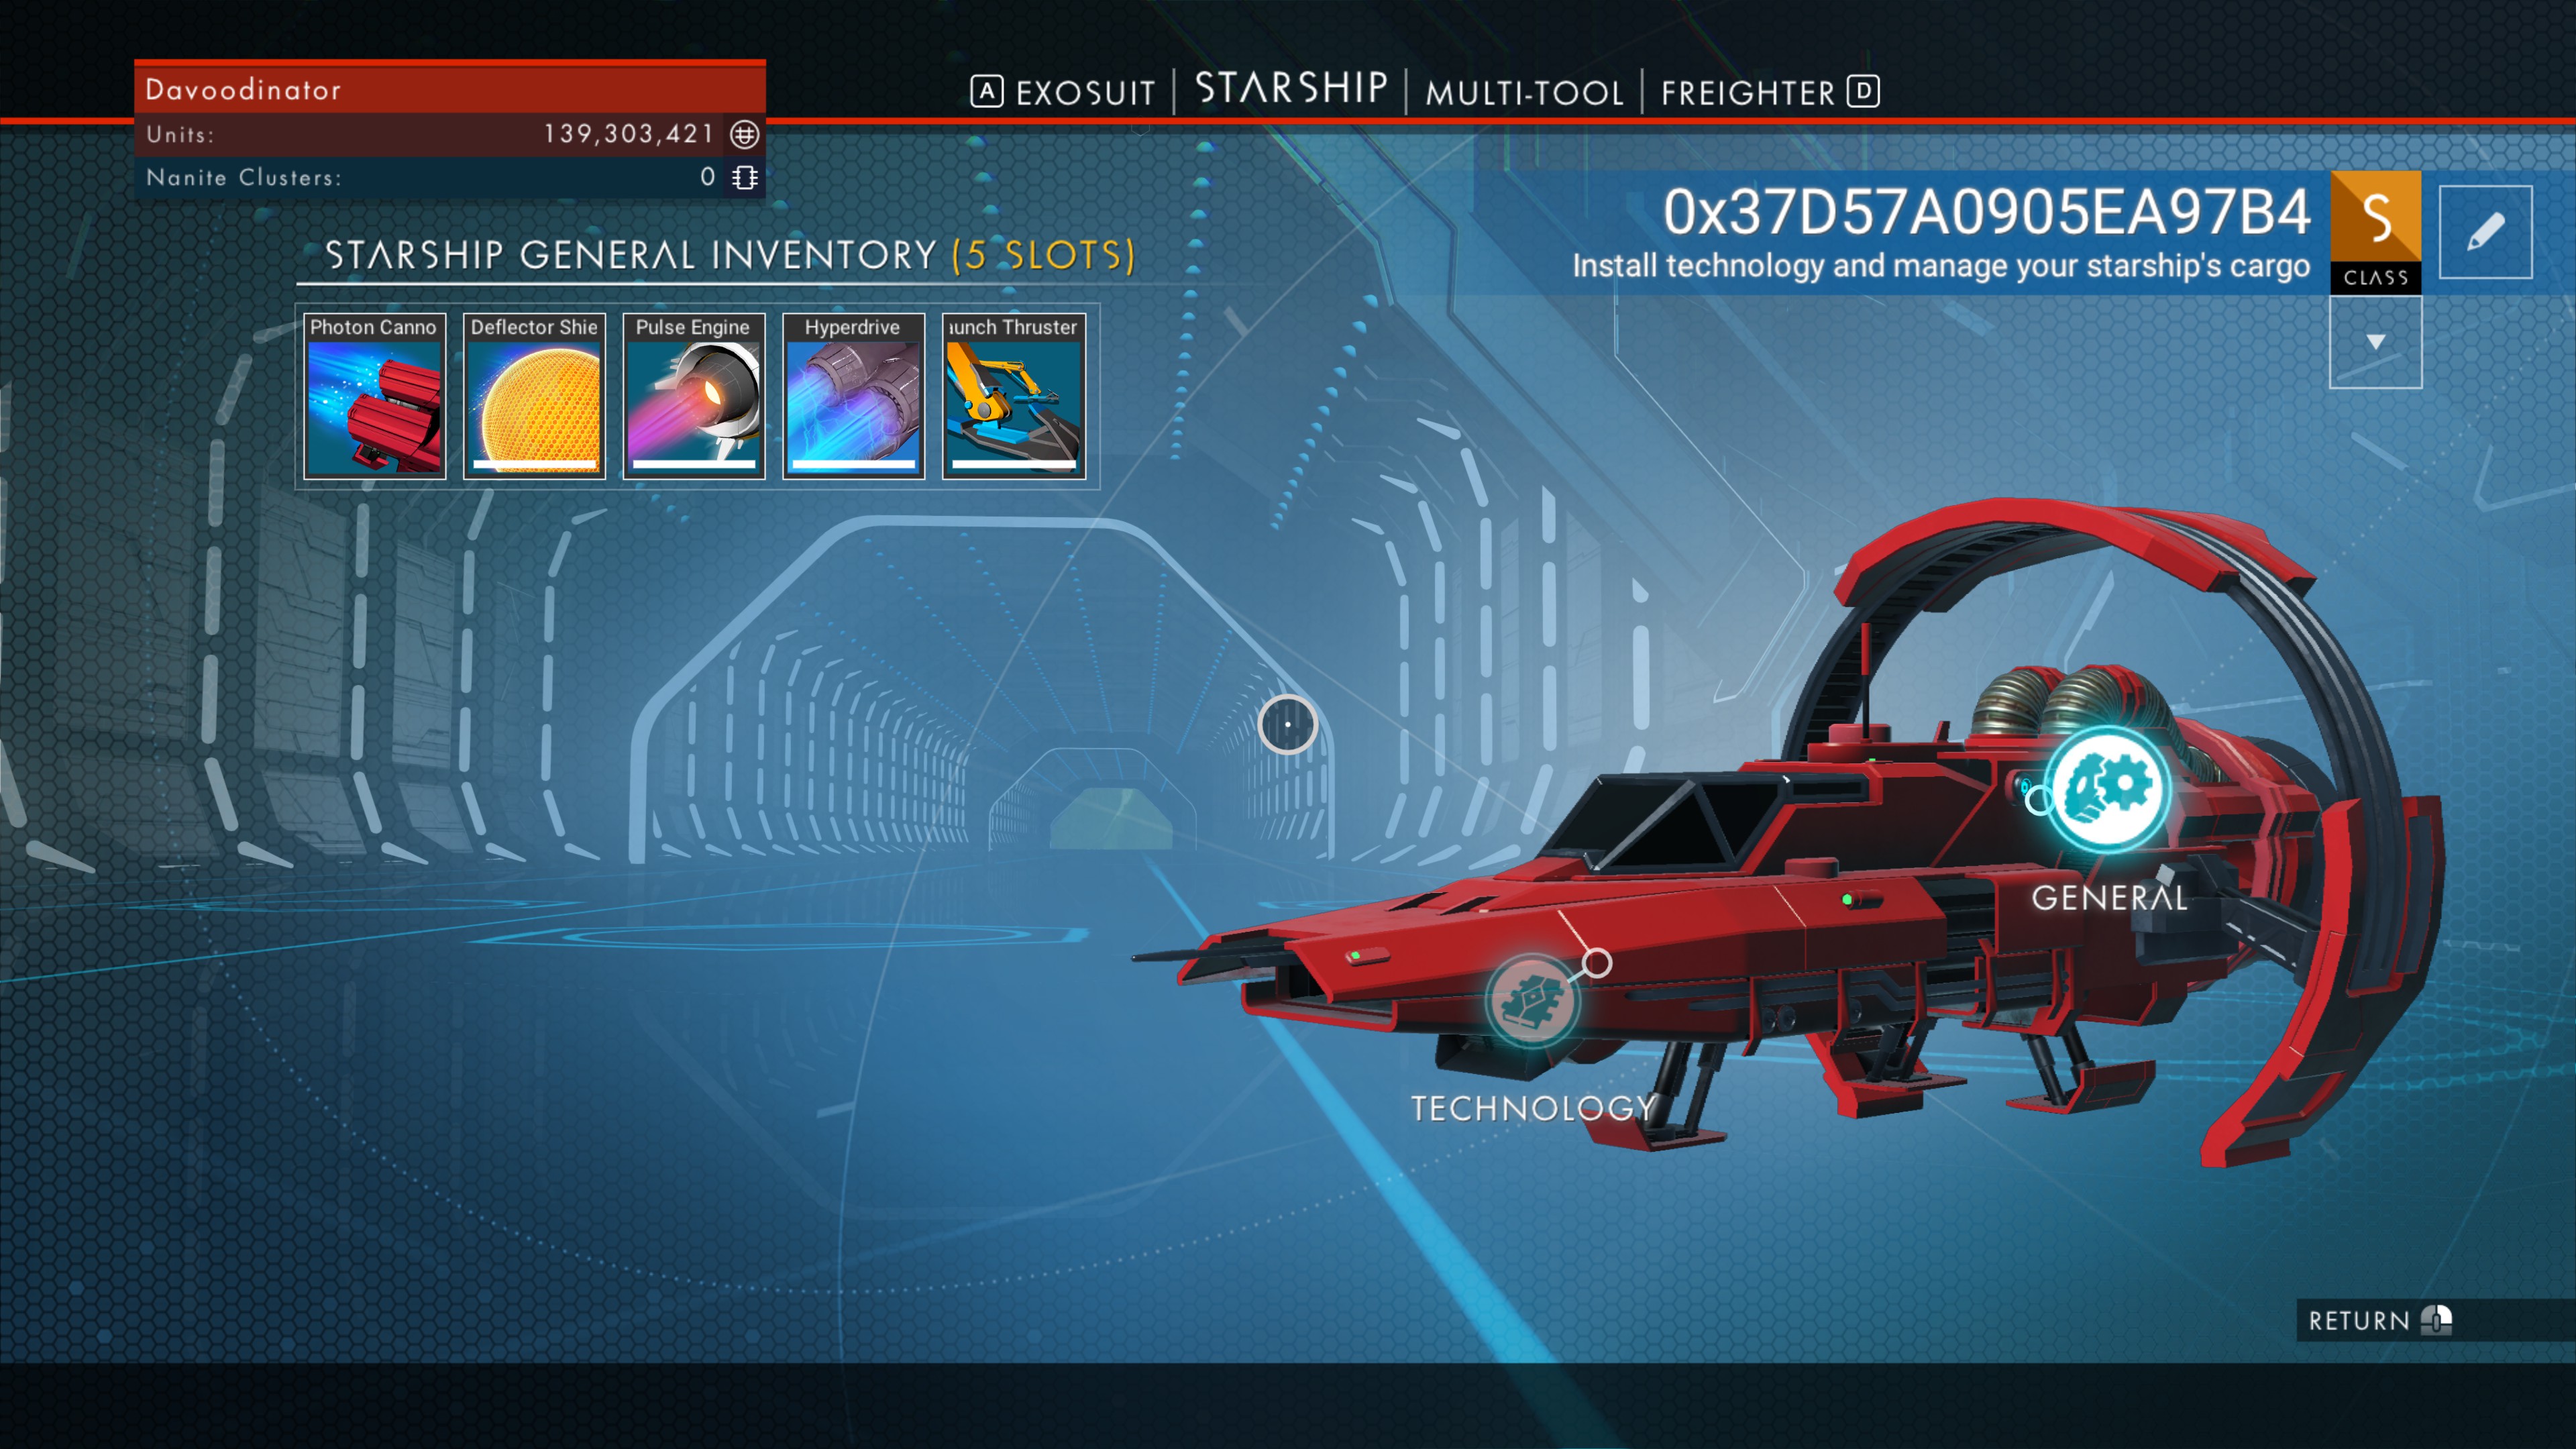 Davoodinator
Units: 139,303,421
Nanite Clusters: 0
A EXOSUIT STARSHIP MULTI-TOOL FREIGHTER D
0x37D57A0905EA97B4
Install technology and manage your starship's cargo
S
CLASS
STARSHIP GENERAL INVENTORY (5 SLOTS)
Photon Canno Deflector Shie Pulse Engine Hyperdrive aunch Thruster
GENERAL
TECHNOLOGY
RETURN